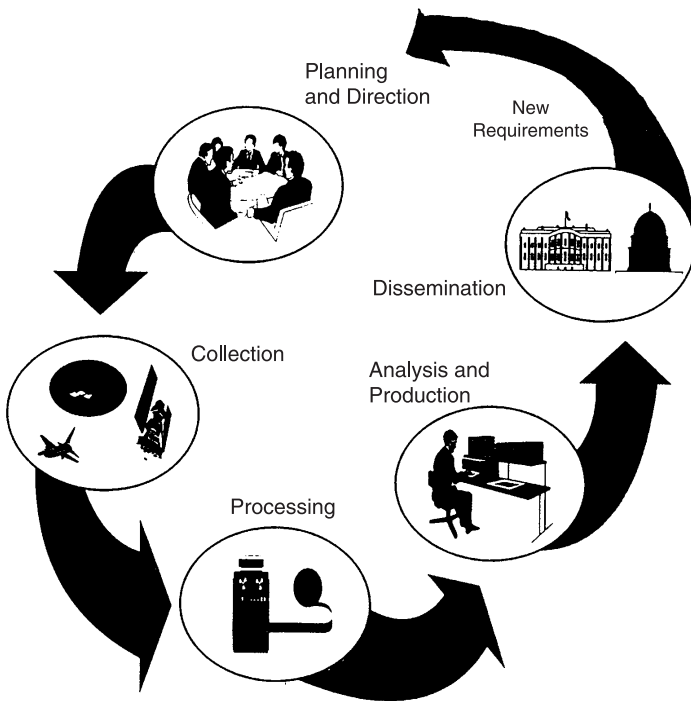 Planning
and Direction
New
Requirements
Dissemination
Collection
Analysis and
Production
Processing